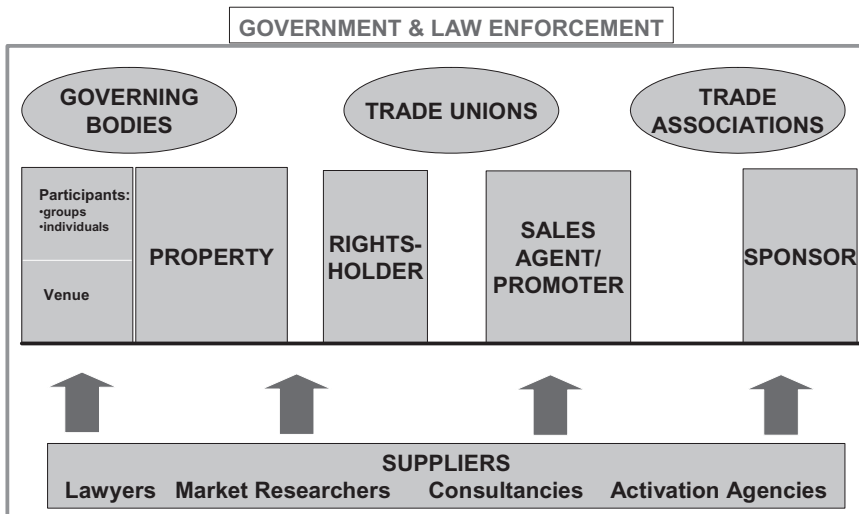 GOVERNMENT & LAW ENFORCEMENT
GOVERNING
BODIES
TRADE UNIONS
TRADE
ASSOCIATIONS
Participants:
•groups
•individuals
Venue
PROPERTY
RIGHTS-
HOLDER
SALES
AGENT/
PROMOTER
SPONSOR
SUPPLIERS
Lawyers Market Researchers Consultancies Activation Agencies